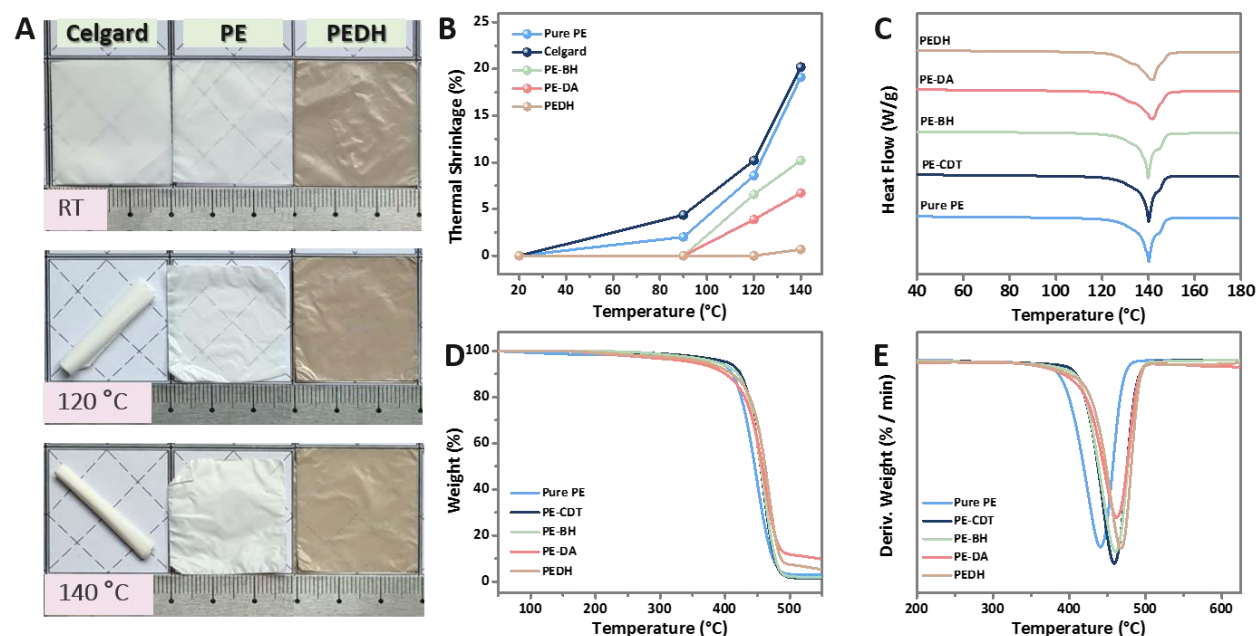 A
Celgard PE PEDH
RT
120 °C
140 °C
B
Thermal Shrinkage (%)
25
20
15
10
5
0
Pure PE
Celgard
PE-BH
PE-DA
PEDH
20 40 60 80 100 120 140
Temperature (°C)
C
Heat Flow (W/g)
PEDH
PE-DA
PE-BH
PE-CDT
Pure PE
40 60 80 100 120 140 160 180
Temperature (°C)
D
Weight (%)
100
80
60
40
20
0
Pure PE
PE-CDT
PE-BH
PE-DA
PEDH
100 200 300 400 500
Temperature (°C)
E
Deriv. Weight (% / min)
Pure PE
PE-CDT
PE-BH
PE-DA
PEDH
200 300 400 500 600
Temperature (°C)